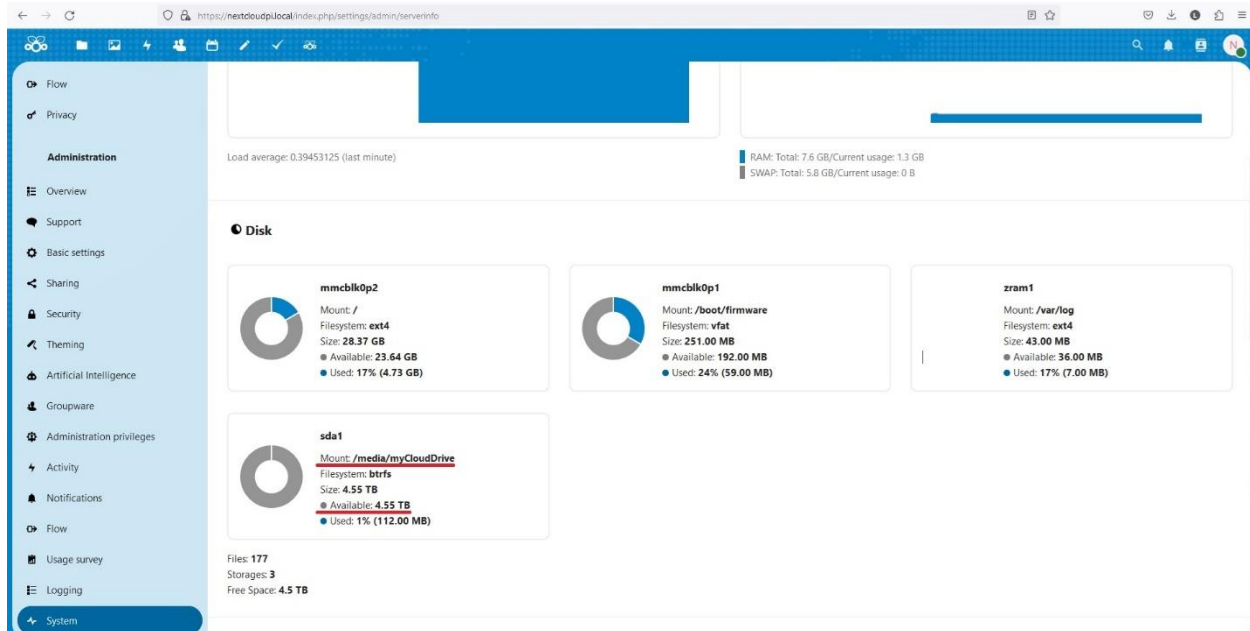 https://nextcloudpi.local/index.php/settings/admin/serverinfo
N
Flow
Privacy
Administration
Overview
Support
Basic settings
Sharing
Security
Theming
Artificial Intelligence
Groupware
Administration privileges
Activity
Notifications
Flow
Usage survey
Logging
System
Load average: 0.39453125 (last minute)
RAM: Total: 7.6 GB/Current usage: 1.3 GB
SWAP: Total: 5.8 GB/Current usage: 0 B
Disk
mmcblk0p2
Mount: /
Filesystem: ext4
Size: 28.37 GB
Available: 23.64 GB
Used: 17% (4.73 GB)
mmcblk0p1
Mount: /boot/firmware
Filesystem: vfat
Size: 251.00 MB
Available: 192.00 MB
Used: 24% (59.00 MB)
zram1
Mount: /var/log
Filesystem: ext4
Size: 43.00 MB
Available: 36.00 MB
Used: 17% (7.00 MB)
sda1
Mount: /media/myCloudDrive
Filesystem: btrfs
Size: 4.55 TB
Available: 4.55 TB
Used: 1% (112.00 MB)
Files: 177
Storages: 3
Free Space: 4.5 TB